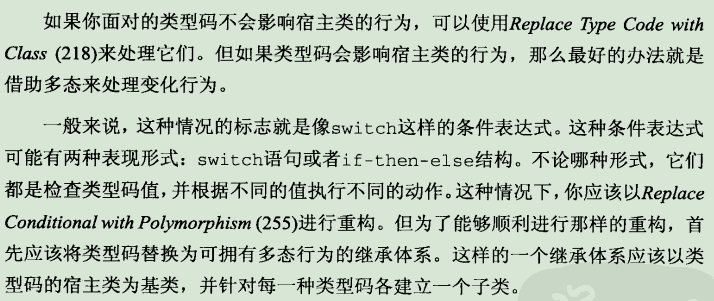 如果你面对的类型码不会影响宿主类的行为，可以使用Replace Type Code with
Class (218)来处理它们。但如果类型码会影响宿主类的行为，那么最好的办法就是
借助多态来处理变化行为。
一般来说，这种情况的标志就是像switch这样的条件表达式。这种条件表达式
可能有两种表现形式：switch语句或者if-then-else结构。不论哪种形式，它们
都是检查类型码值，并根据不同的值执行不同的动作。这种情况下，你应该以Replace
Conditional with Polymorphism (255)进行重构。但为了能够顺利进行那样的重构，首
先应该将类型码替换为可拥有多态行为的继承体系。这样的一个继承体系应该以类
型码的宿主类为基类，并针对每一种类型码各建立一个子类。